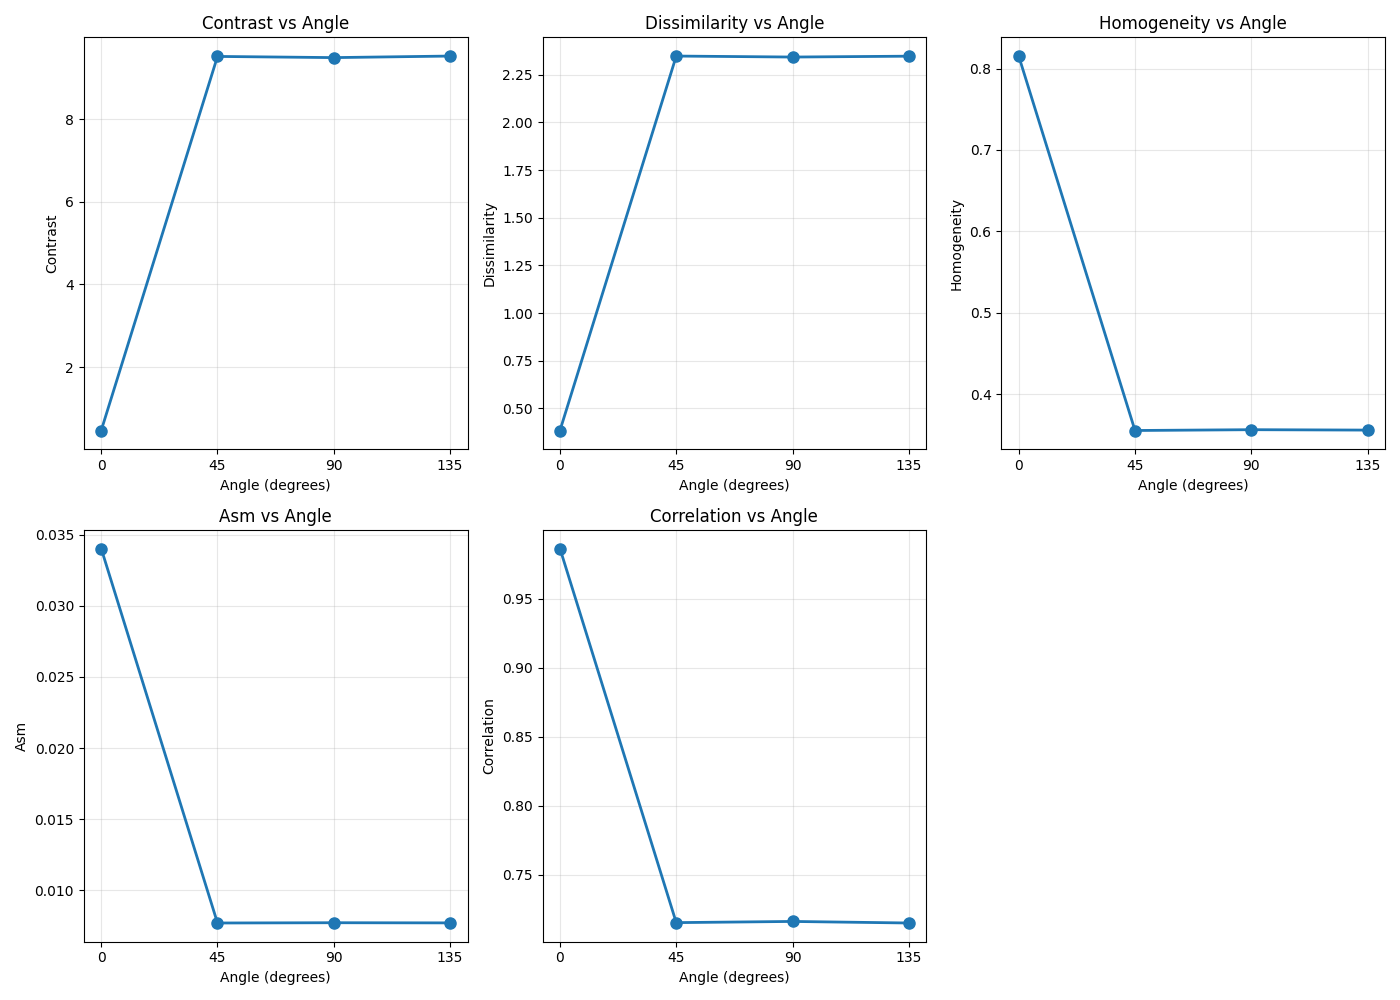 Contrast vs Angle
Contrast
8
6
4
2
0 45 90 135
Angle (degrees)
Dissimilarity vs Angle
Dissimilarity
2.25
2.00
1.75
1.50
1.25
1.00
0.75
0.50
0 45 90 135
Angle (degrees)
Homogeneity vs Angle
Homogeneity
0.8
0.7
0.6
0.5
0.4
0 45 90 135
Angle (degrees)
Asm vs Angle
Asm
0.035
0.030
0.025
0.020
0.015
0.010
0 45 90 135
Angle (degrees)
Correlation vs Angle
Correlation
0.95
0.90
0.85
0.80
0.75
0 45 90 135
Angle (degrees)